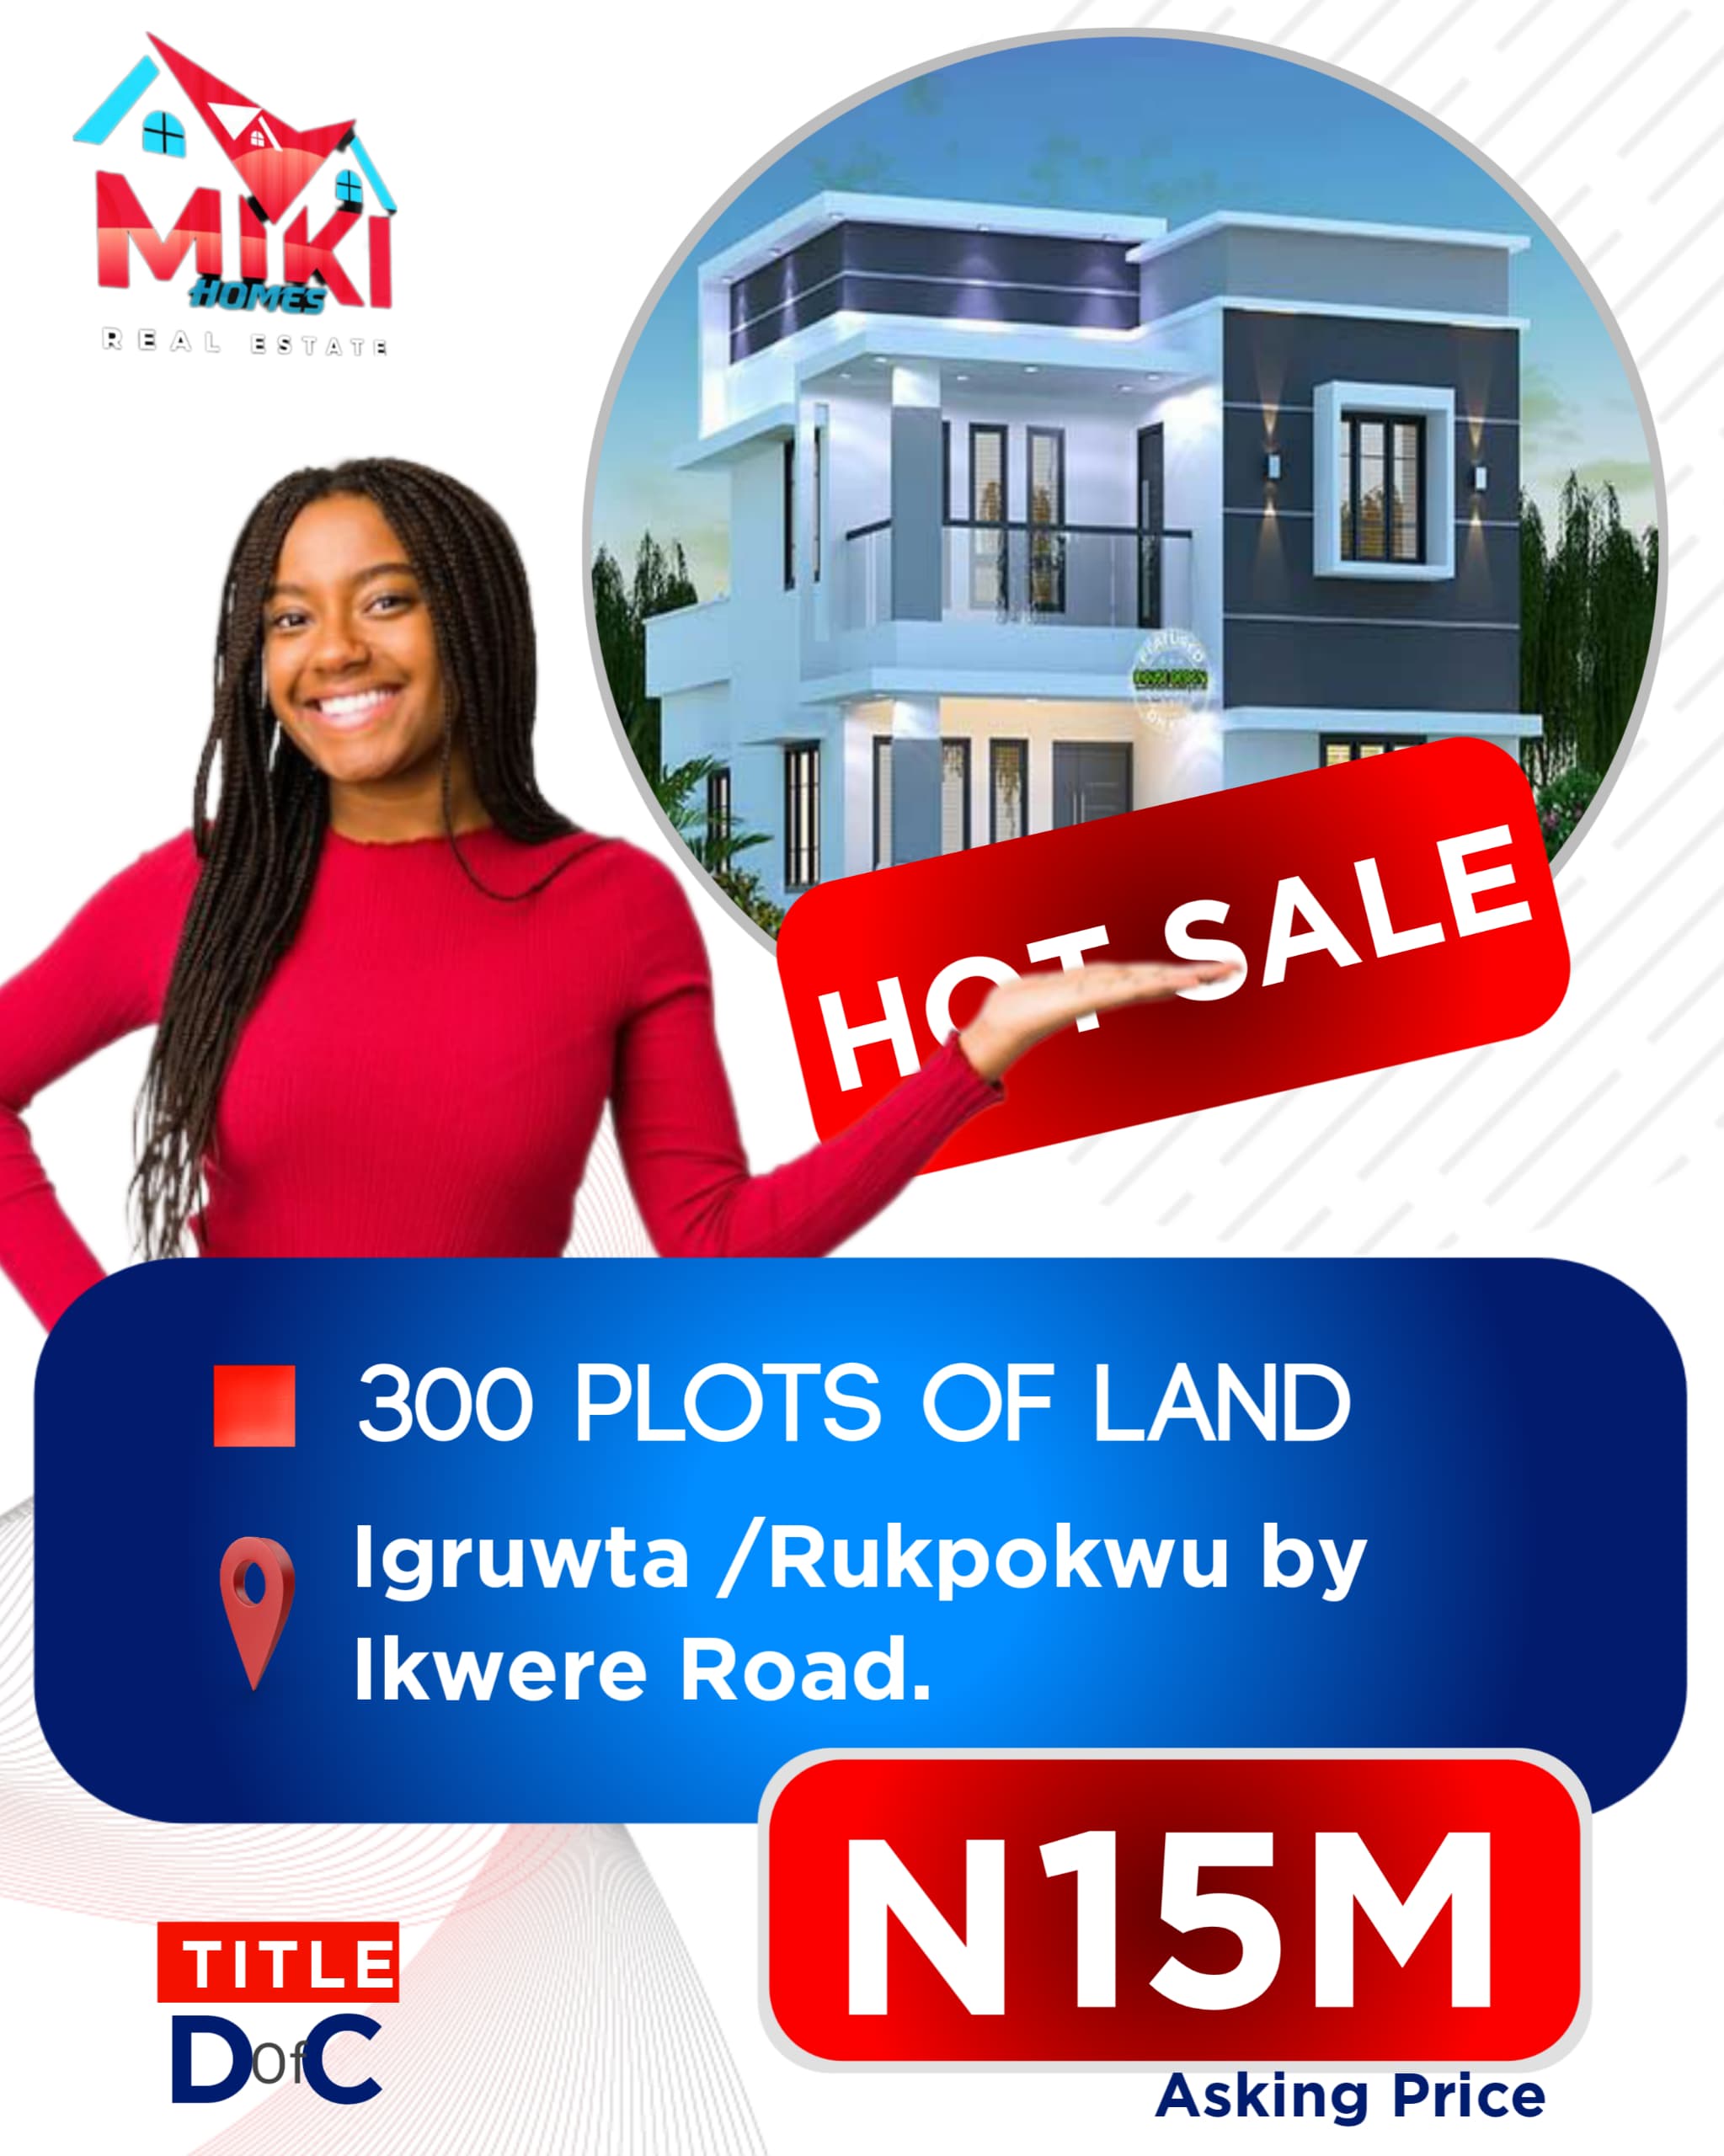 MIKI
HOMES
REAL ESTATE
HOT SALE
300 PLOTS OF LAND
Igruwta /Rukpokwu by
Ikwere Road.
N15M
Asking Price
TITLE
DofC